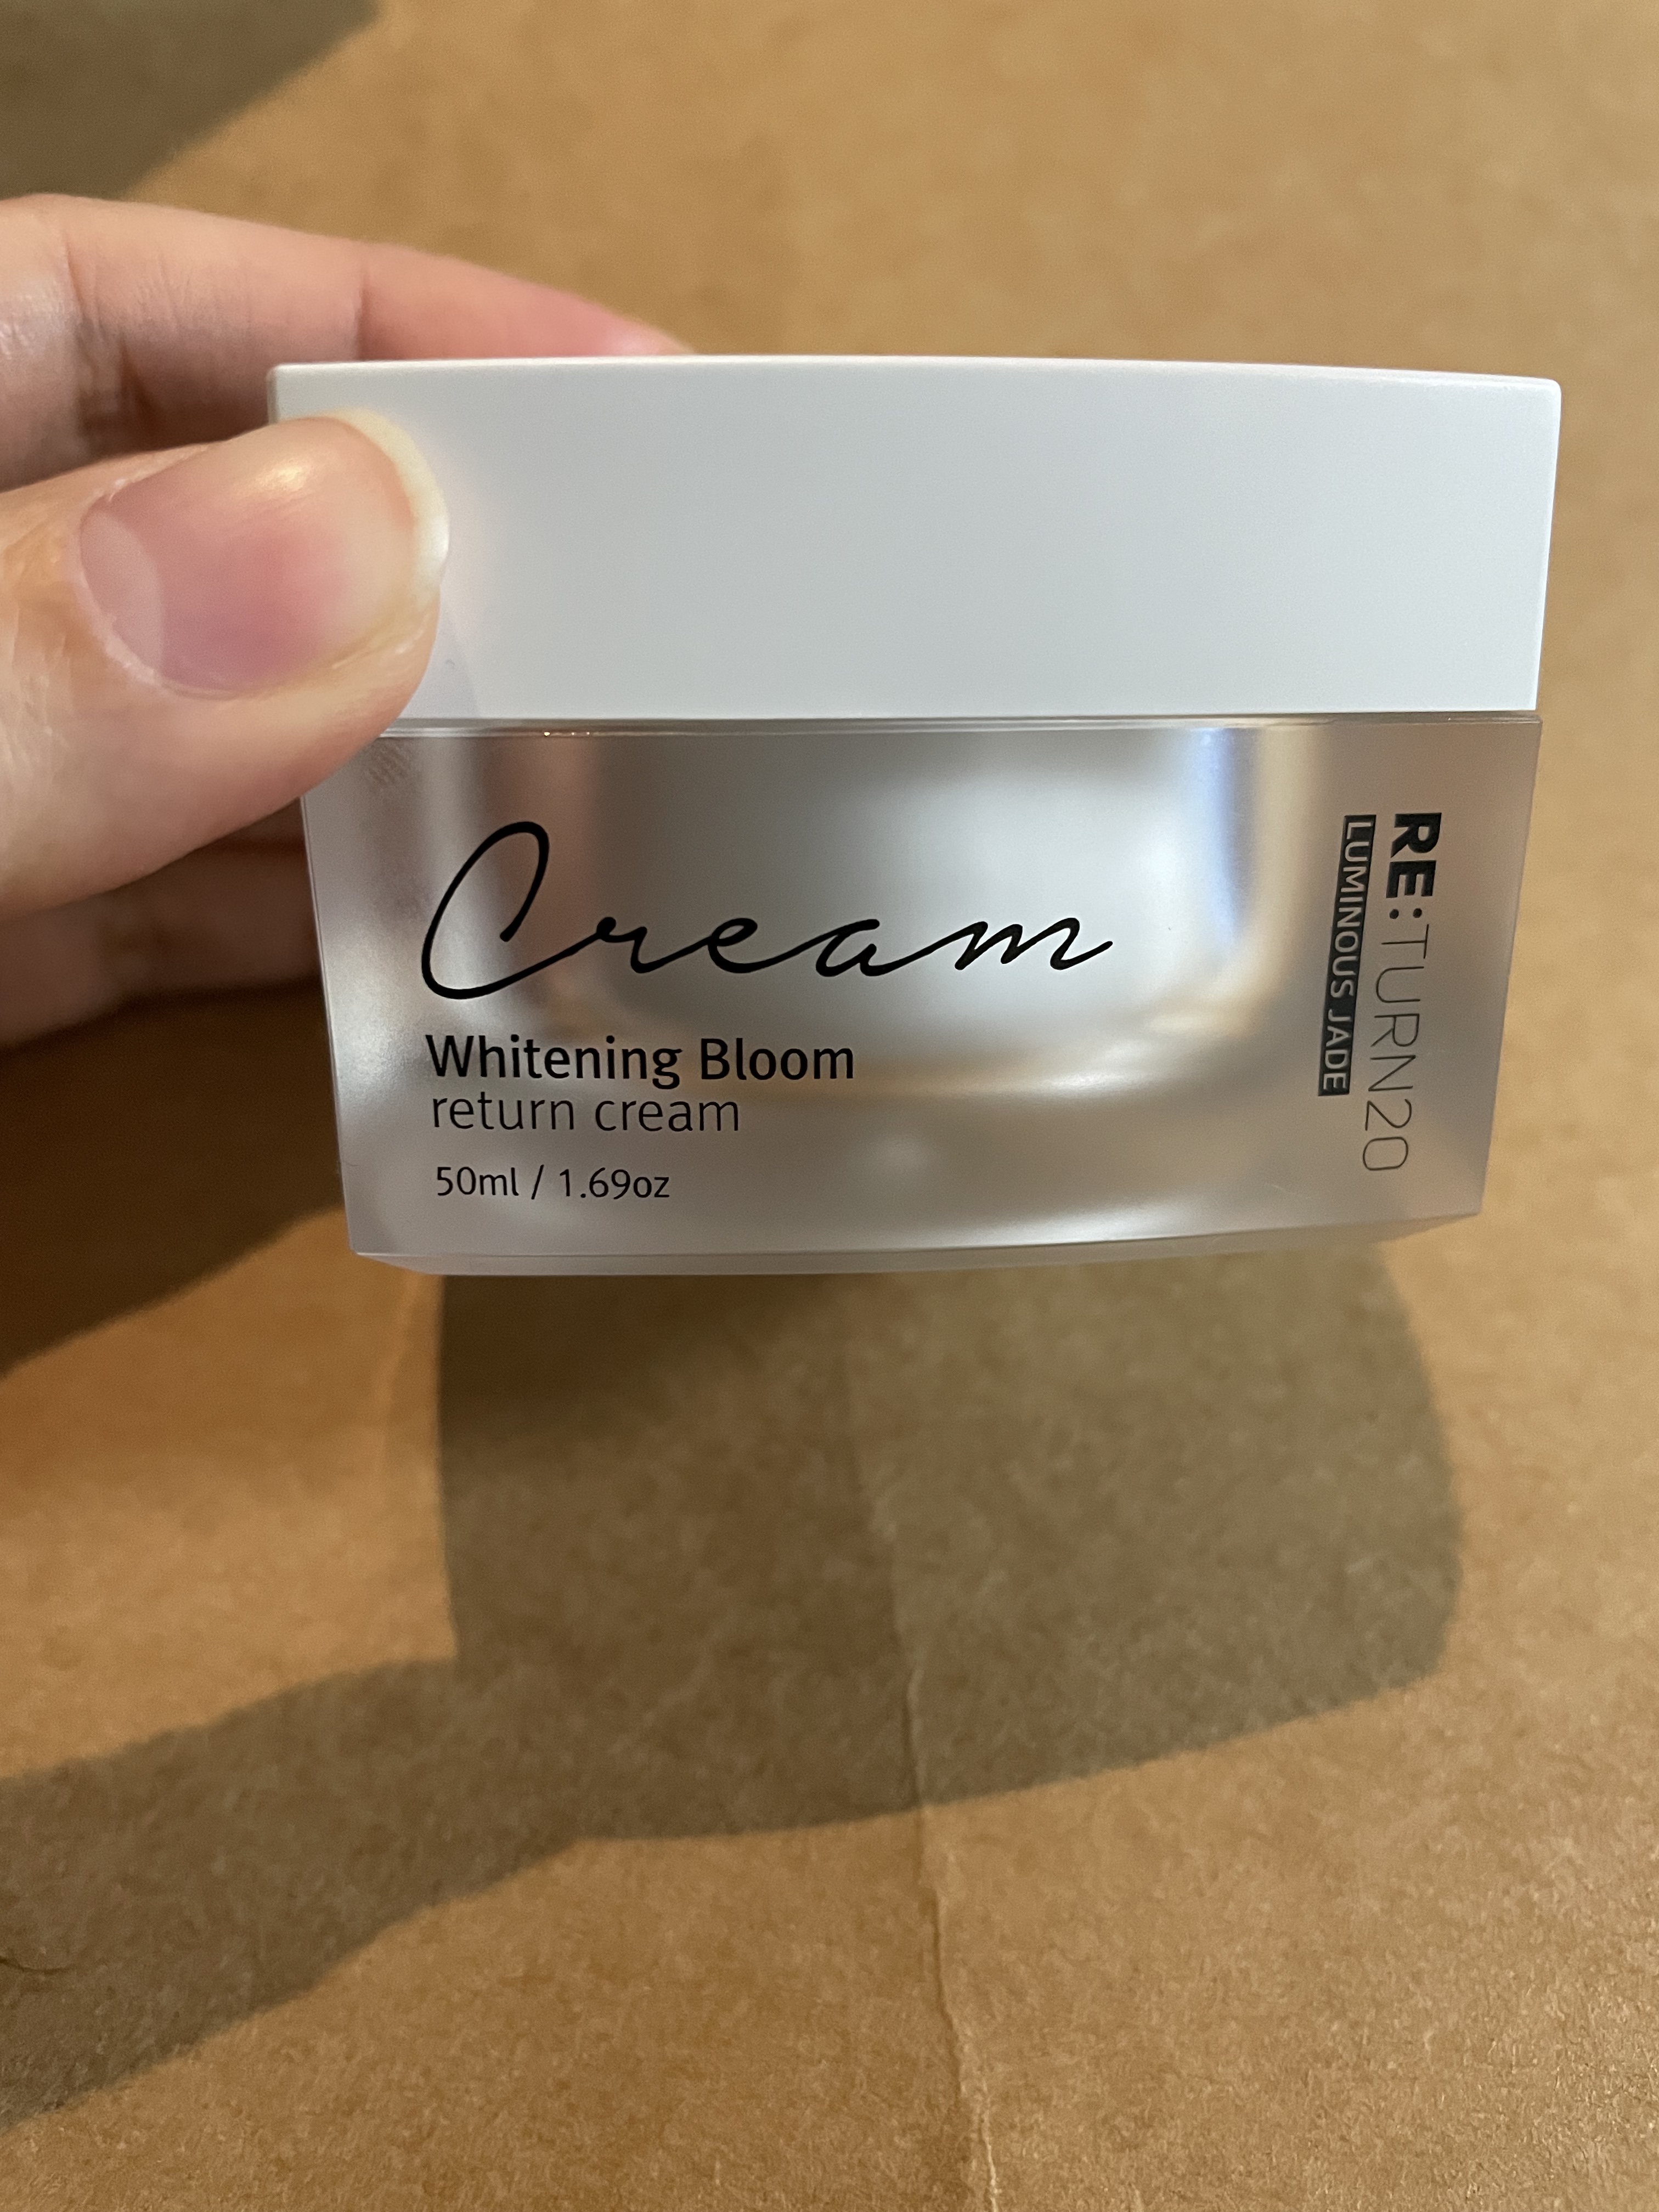 Cream
Whitening Bloom
return cream
50ml / 1.69oz
RE:TURN20
LUMINOUS JADE